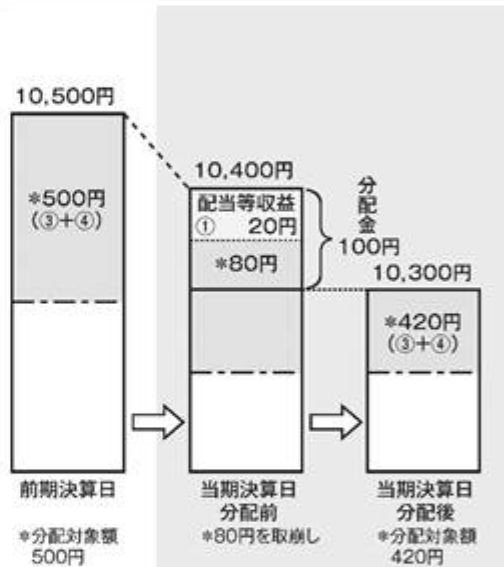 10,500円
*500円
(③+④)
前期決算日
*分配対象額
500円
10,400円
配当等収益
① 20円
*80円
分配金
100円
当期決算日
分配前
*80円を取崩し
10,300円
*420円
(③+④)
当期決算日
分配後
*分配対象額
420円